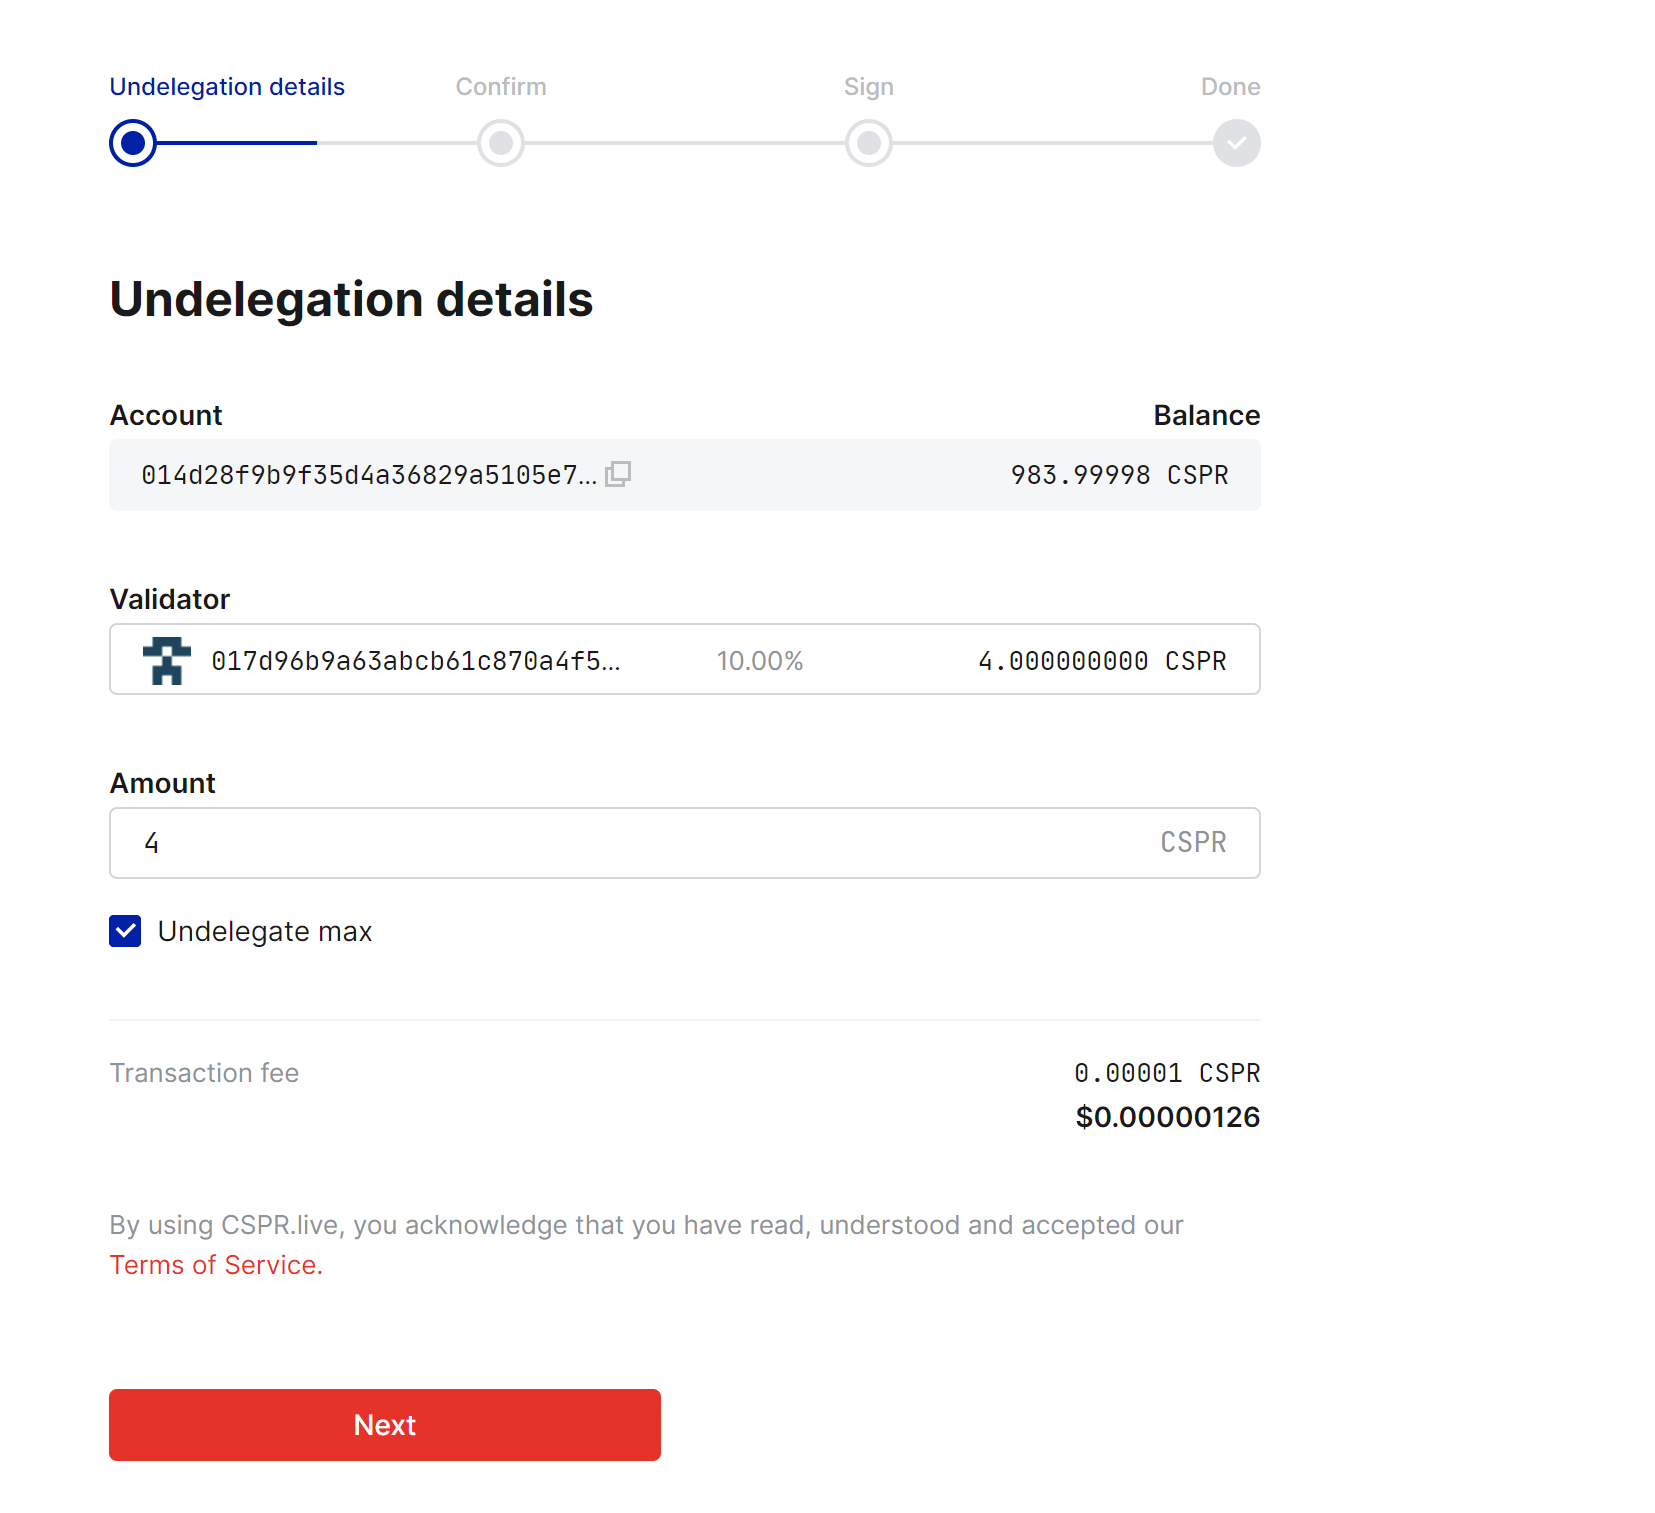 Undelegation details Confirm Sign Done
Undelegation details
Account Balance
014d28f9b9f35d4a36829a5105e7... 983.99998 CSPR
Validator
017d96b9a63abcb61c870a4f5... 10.00% 4.000000000 CSPR
Amount
4 CSPR
Undelegate max
Transaction fee 0.00001 CSPR
$0.00000126
By using CSPR.live, you acknowledge that you have read, understood and accepted our
Terms of Service.
Next